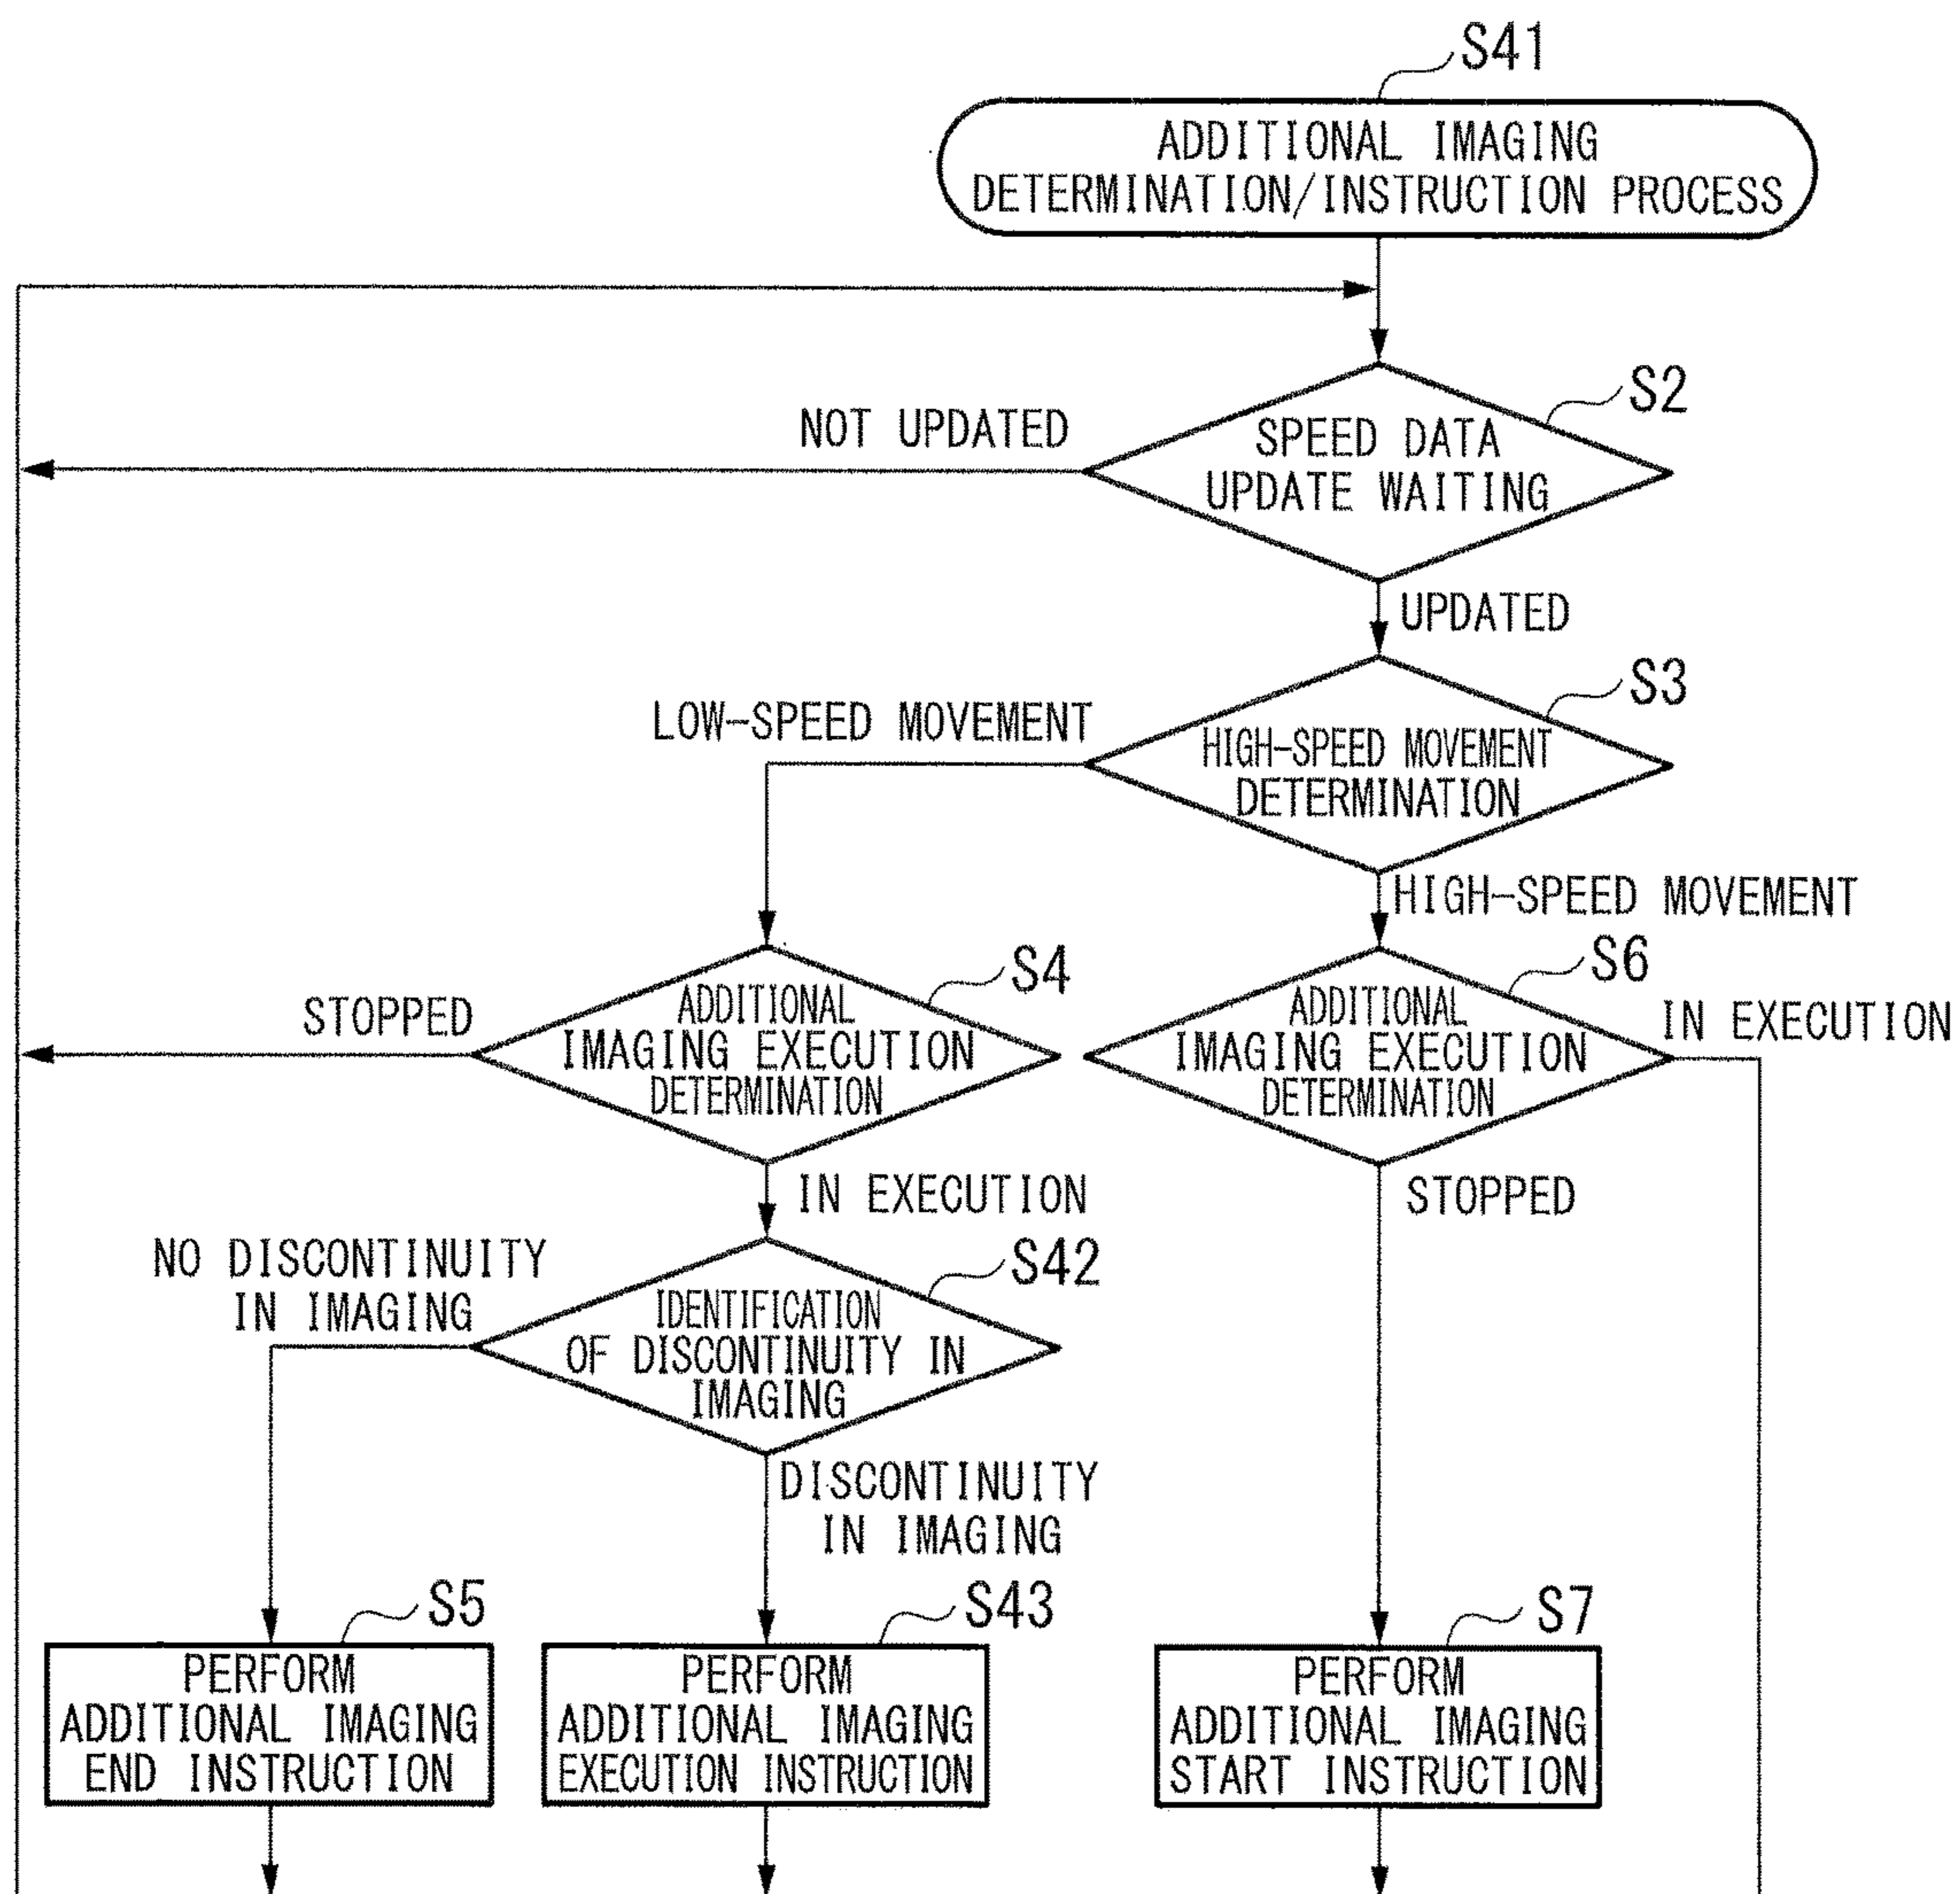 S41
ADDITIONAL IMAGING
DETERMINATION/INSTRUCTION PROCESS
S2
NOT UPDATED
SPEED DATA
UPDATE WAITING
UPDATED
S3
LOW-SPEED MOVEMENT
HIGH-SPEED MOVEMENT
DETERMINATION
HIGH-SPEED MOVEMENT
S4
STOPPED
ADDITIONAL
IMAGING EXECUTION
DETERMINATION
S6
IN EXECUTION
ADDITIONAL
IMAGING EXECUTION
DETERMINATION
IN EXECUTION
STOPPED
NO DISCONTINUITY
IN IMAGING
S42
IDENTIFICATION
OF DISCONTINUITY IN
IMAGING
DISCONTINUITY
IN IMAGING
S5
PERFORM
ADDITIONAL IMAGING
END INSTRUCTION
S43
PERFORM
ADDITIONAL IMAGING
EXECUTION INSTRUCTION
S7
PERFORM
ADDITIONAL IMAGING
START INSTRUCTION